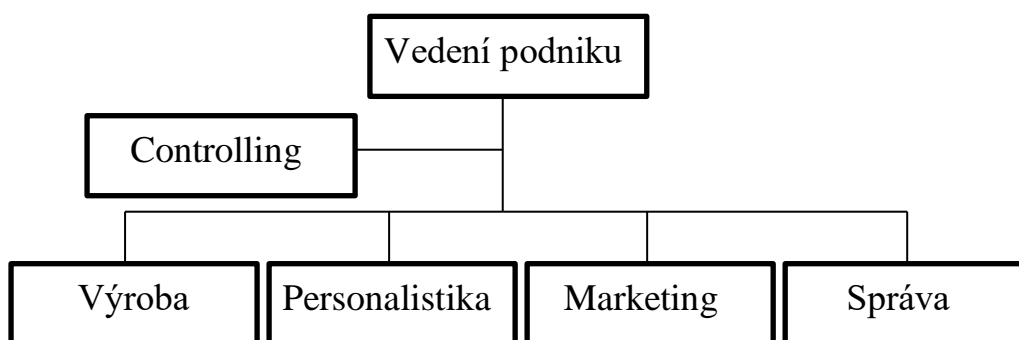 Vedení podniku
Controlling
Výroba
Personalistika
Marketing
Správa